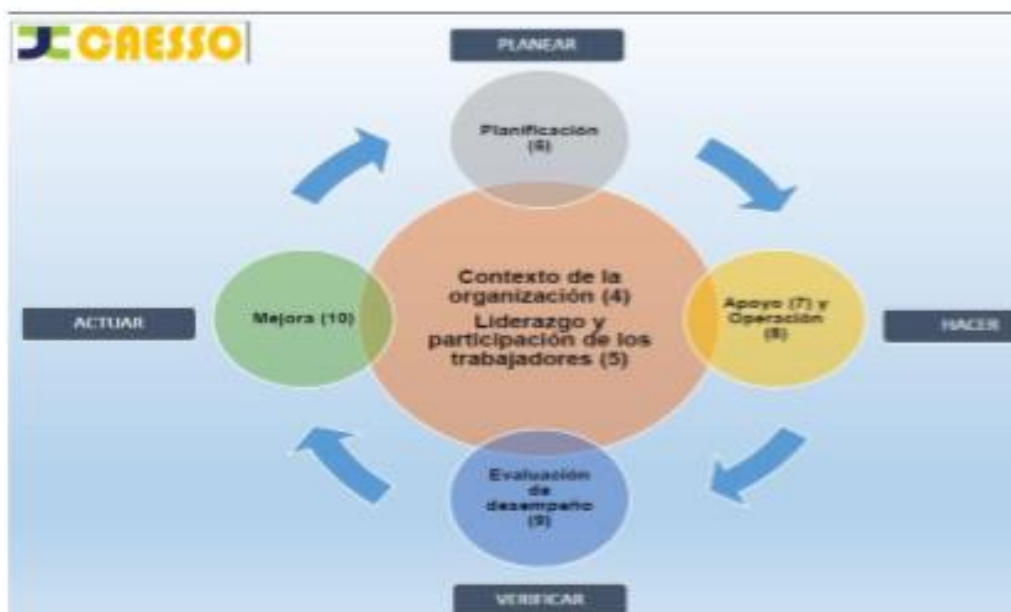 CAESSO
PLANEAR
Planificación
(6)
Contexto de la
organización (4)
Liderazgo y
participación de los
trabajadores (5)
Apoyo (7) y
Operación
(8)
HACER
Mejora (10)
ACTUAR
Evaluación
de
desempeño
(9)
VERIFICAR